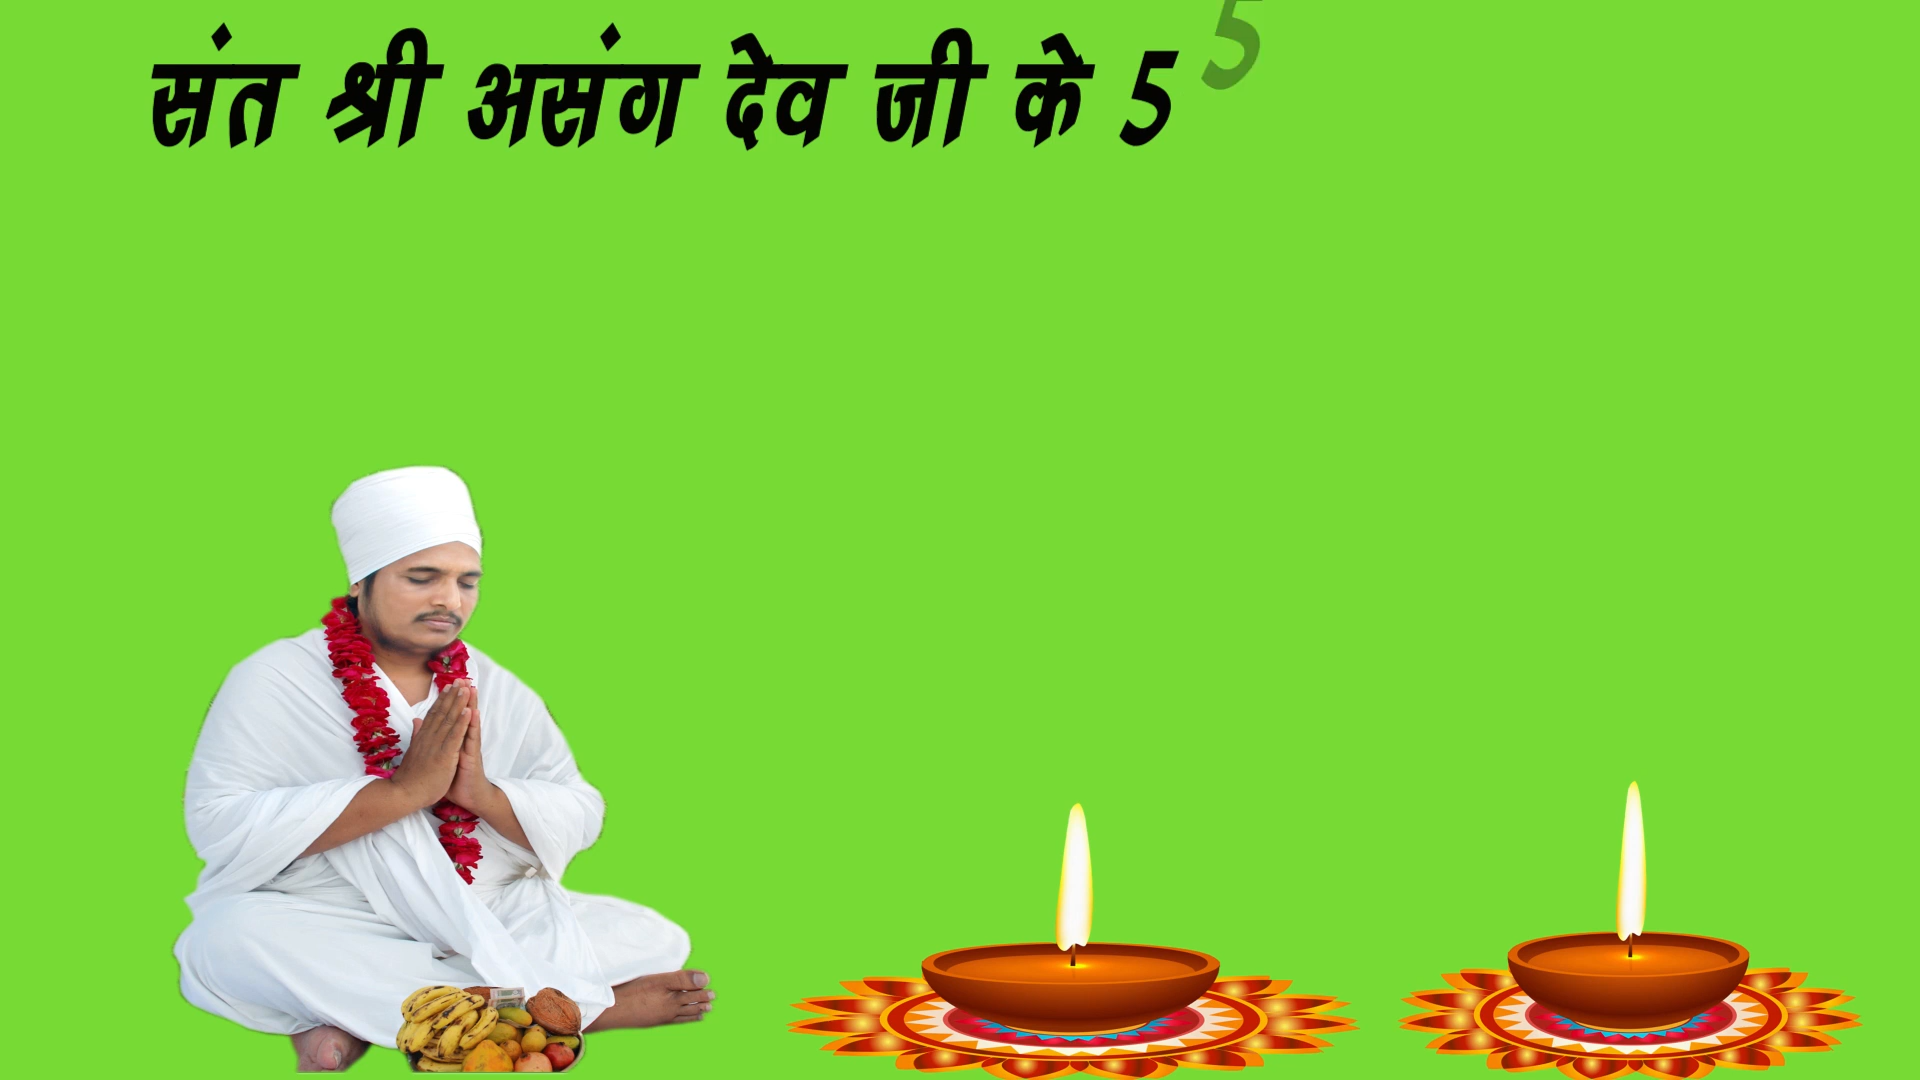 संत श्री असंग देव जी के 5 5